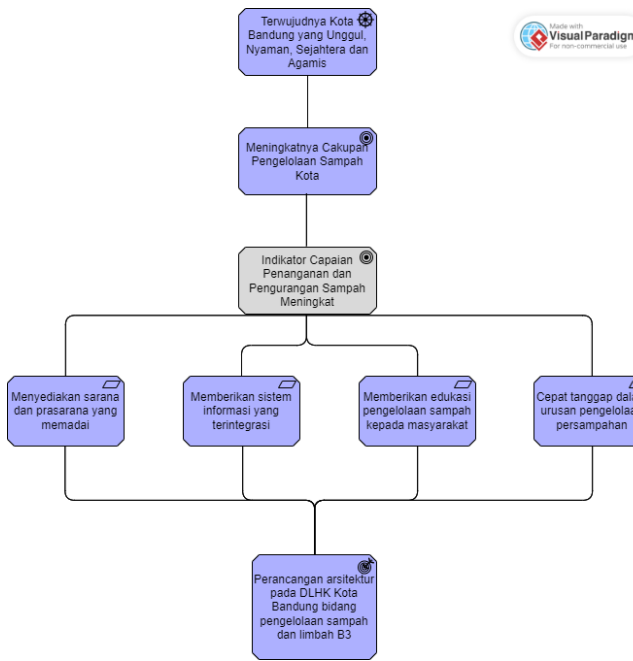 Terwujudnya Kota
Bandung yang Unggul,
Nyaman, Sejahtera dan
Agamis
Made with
Visual Paradigm
For non-commercial use
Meningkatnya Cakupan
Pengelolaan Sampah
Kota
Indikator Capaian
Penanganan dan
Pengurangan Sampah
Meningkat
Menyediakan sarana
dan prasarana yang
memadai
Memberikan sistem
informasi yang
terintegrasi
Memberikan edukasi
pengelolaan sampah
kepada masyarakat
Cepat tanggap
urusan
persampahan
Perancangan arsitektur
pada DLHK Kota
Bandung bidang
pengelolaan sampah
dan limbah B3